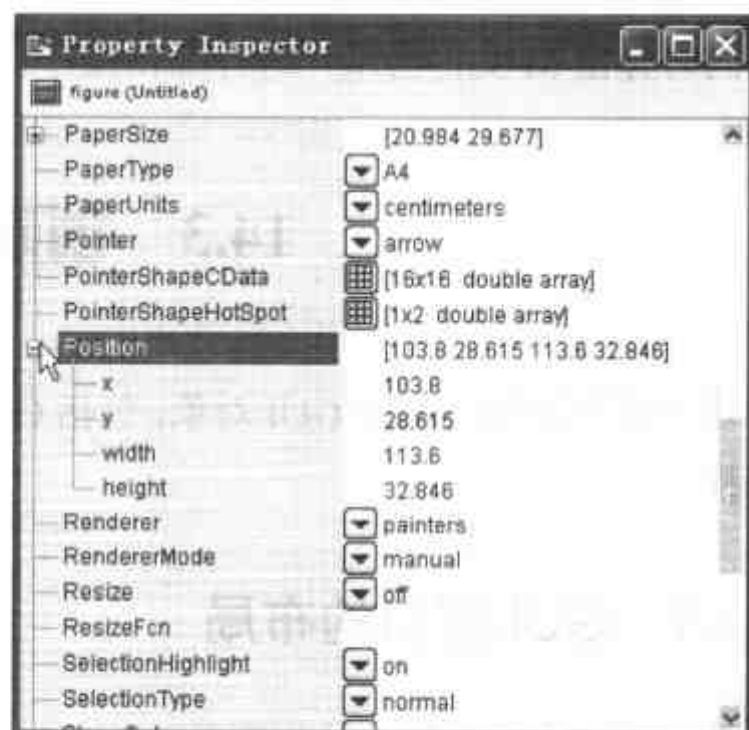 Property Inspector
figure (Untitled)
PaperSize [20.984 29.677]
PaperType A4
PaperUnits centimeters
Pointer arrow
PointerShapeCData [16x16 double array]
PointerShapeHotSpot [1x2 double array]
Position [103.8 28.615 113.6 32.846]
x 103.8
y 28.615
width 113.6
height 32.846
Renderer painters
RendererMode manual
Resize off
ResizeFcn
SelectionHighlight on
SelectionType normal